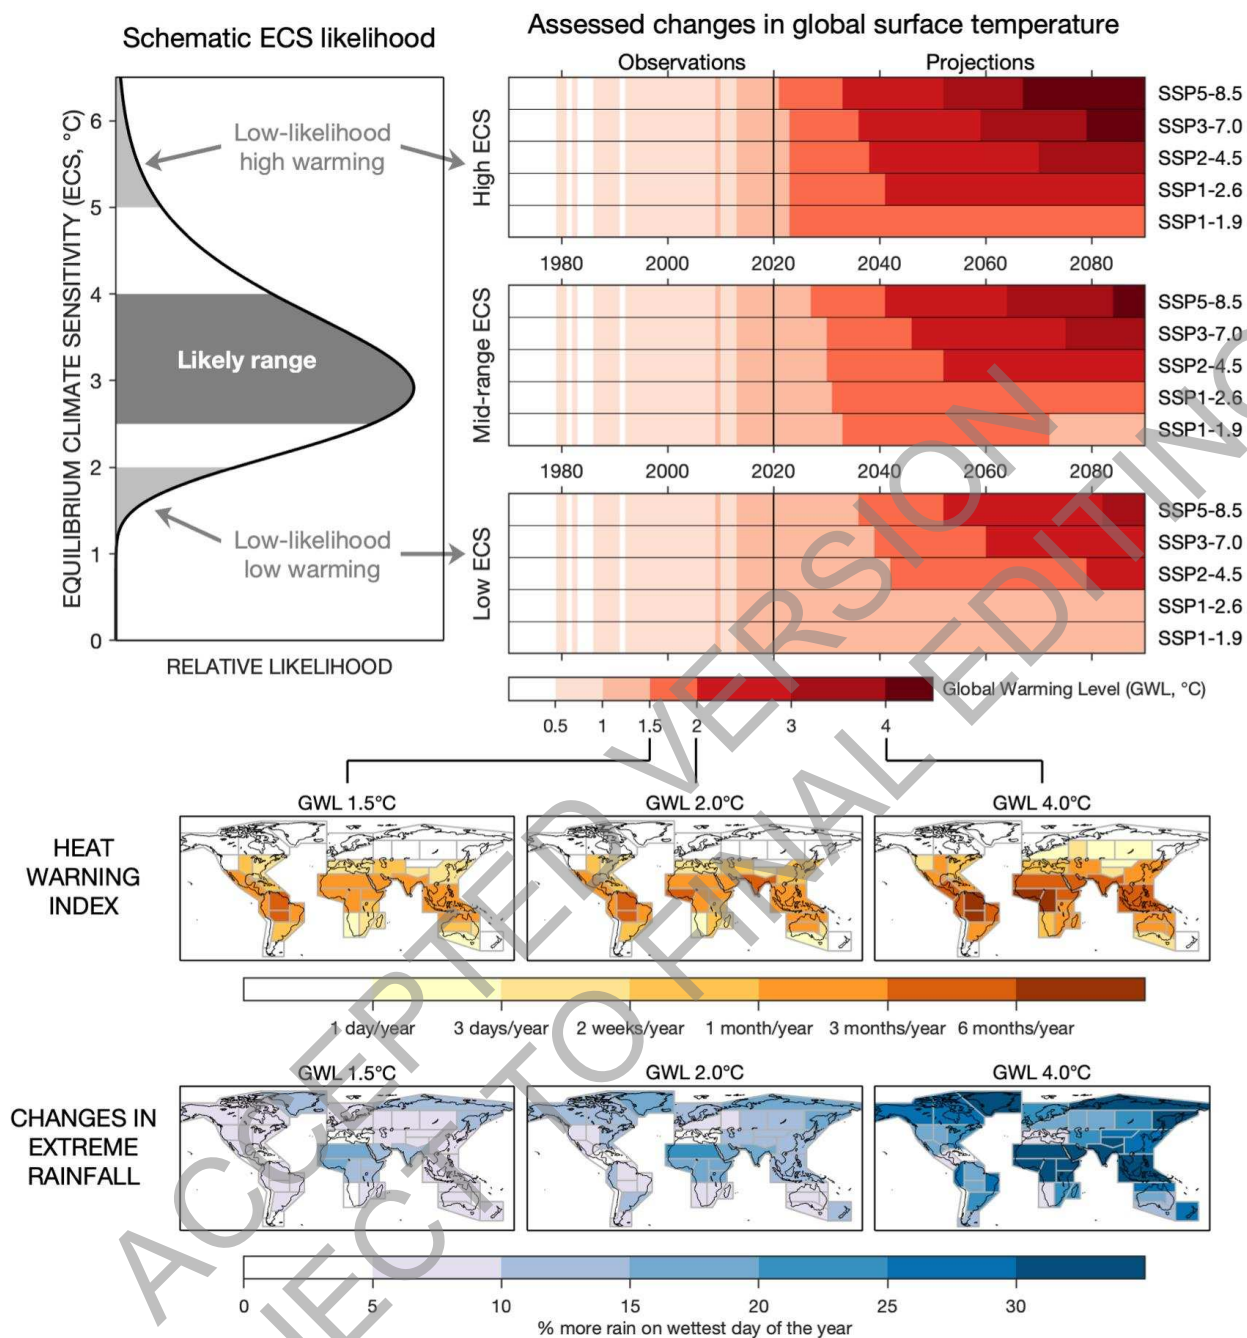 Schematic ECS likelihood
EQUILIBRIUM CLIMATE SENSITIVITY (ECS, °C)
6
5
4
3
2
1
0
Low-likelihood
high warming
Likely range
Low-likelihood
low warming
RELATIVE LIKELIHOOD
Assessed changes in global surface temperature
Observations
Projections
High ECS
SSP5-8.5
SSP3-7.0
SSP2-4.5
SSP1-2.6
SSP1-1.9
1980 2000 2020 2040 2060 2080
Mid-range ECS
SSP5-8.5
SSP3-7.0
SSP2-4.5
SSP1-2.6
SSP1-1.9
1980 2000 2020 2040 2060 2080
Low ECS
SSP5-8.5
SSP3-7.0
SSP2-4.5
SSP1-2.6
SSP1-1.9
1980 2000 2020 2040 2060 2080
Global Warming Level (GWL, °C)
0.5 1 1.5 2 3 4
HEAT
WARNING
INDEX
GWL 1.5°C
GWL 2.0°C
GWL 4.0°C
1 day/year 3 days/year 2 weeks/year 1 month/year 3 months/year 6 months/year
CHANGES IN
EXTREME
RAINFALL
GWL 1.5°C
GWL 2.0°C
GWL 4.0°C
0 5 10 15 20 25 30
% more rain on wettest day of the year
ACCEPTED VERSION
TO FINAL EDITING